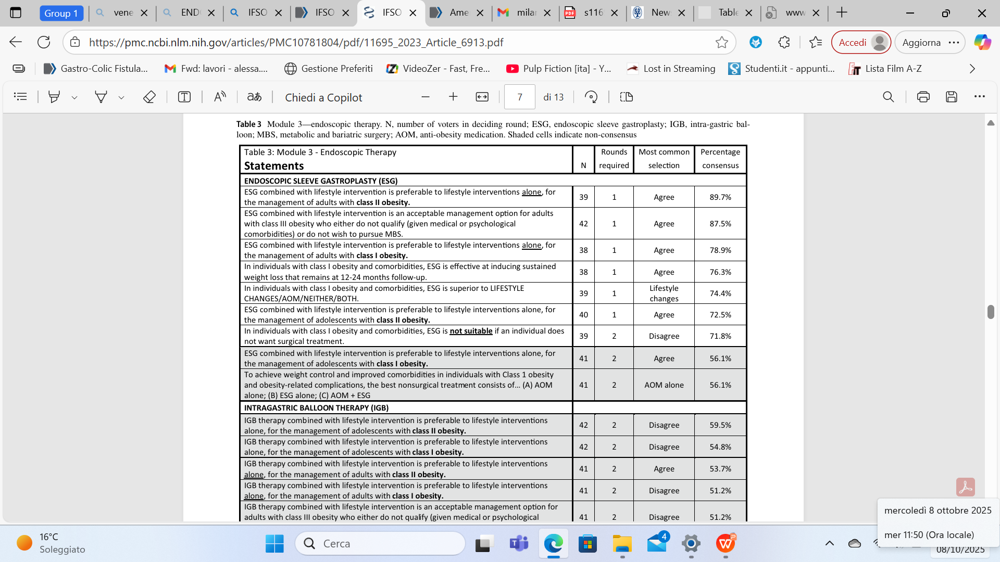 Group 1
vene
END
IFSO
IFSO
IFSO
Ame
milar
PDF
s116
New
Table
www
https://pmc.ncbi.nlm.nih.gov/articles/PMC10781804/pdf/11695_2023_Article_6913.pdf
Accedi
Aggiorna
Gastro-Colic Fistula...
Fwd: lavori - alessa....
Gestione Preferiti
VideoZer - Fast, Fre...
Pulp Fiction [ita] - Y...
Lost in Streaming
Studenti.it - appunti...
Lista Film A-Z
Chiedi a Copilot
7
di 13
Table 3 Module 3—endoscopic therapy. N, number of voters in deciding round; ESG, endoscopic sleeve gastroplasty; IGB, intra-gastric bal-
loon; MBS, metabolic and bariatric surgery; AOM, anti-obesity medication. Shaded cells indicate non-consensus
Table 3: Module 3 - Endoscopic Therapy
Statements
N
Rounds
required
Most common
selection
Percentage
consensus
ENDOSCOPIC SLEEVE GASTROPLASTY (ESG)
ESG combined with lifestyle intervention is preferable to lifestyle interventions alone, for
the management of adults with class II obesity.
39
1
Agree
89.7%
ESG combined with lifestyle intervention is an acceptable management option for adults
with class III obesity who either do not qualify (given medical or psychological
comorbidities) or do not wish to pursue MBS.
42
1
Agree
87.5%
ESG combined with lifestyle intervention is preferable to lifestyle interventions alone, for
the management of adults with class I obesity.
38
1
Agree
78.9%
In individuals with class I obesity and comorbidities, ESG is effective at inducing sustained
weight loss that remains at 12-24 months follow-up.
38
1
Agree
76.3%
In individuals with class I obesity and comorbidities, ESG is superior to LIFESTYLE
CHANGES/AOM/NEITHER/BOTH.
39
1
Lifestyle
changes
74.4%
ESG combined with lifestyle intervention is preferable to lifestyle interventions alone, for
the management of adolescents with class II obesity.
40
1
Agree
72.5%
In individuals with class I obesity and comorbidities, ESG is not suitable if an individual does
not want surgical treatment.
39
2
Disagree
71.8%
ESG combined with lifestyle intervention is preferable to lifestyle interventions alone, for
the management of adolescents with class I obesity.
41
2
Agree
56.1%
To achieve weight control and improved comorbidities in individuals with Class 1 obesity
and obesity-related complications, the best nonsurgical treatment consists of... (A) AOM
alone; (B) ESG alone; (C) AOM + ESG
41
2
AOM alone
56.1%
INTRAGASTRIC BALLOON THERAPY (IGB)
IGB therapy combined with lifestyle intervention is preferable to lifestyle interventions
alone, for the management of adolescents with class II obesity.
42
2
Disagree
59.5%
IGB therapy combined with lifestyle intervention is preferable to lifestyle interventions
alone, for the management of adolescents with class I obesity.
42
2
Disagree
54.8%
IGB therapy combined with lifestyle intervention is preferable to lifestyle interventions
alone, for the management of adults with class II obesity.
41
2
Agree
53.7%
IGB therapy combined with lifestyle intervention is preferable to lifestyle interventions
alone, for the management of adults with class I obesity.
41
2
Disagree
51.2%
IGB therapy combined with lifestyle intervention is an acceptable management option for
adults with class III obesity who either do not qualify (given medical or psychological
41
2
Disagree
51.2%
mercoledì 8 ottobre 2025
mer 11:50 (Ora locale)
16°C
Soleggiato
Cerca
4
08/10/2025